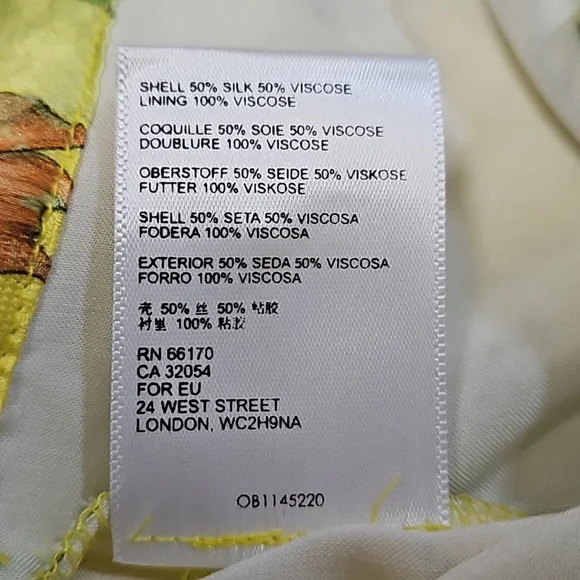 SHELL 50% SILK 50% VISCOSE
LINING 100% VISCOSE
COQUILLE 50% SOIE 50% VISCOSE
DOUBLURE 100% VISCOSE
OBERSTOFF 50% SEIDE 50% VISKOSE
FUTTER 100% VISKOSE
SHELL 50% SETA 50% VISCOSA
FODERA 100% VISCOSA
EXTERIOR 50% SEDA 50% VISCOSA
FORRO 100% VISCOSA
壳 50% 丝 50% 粘胶
衬里 100% 粘胶
RN 66170
CA 32054
FOR EU
24 WEST STREET
LONDON, WC2H9NA
OB1145220